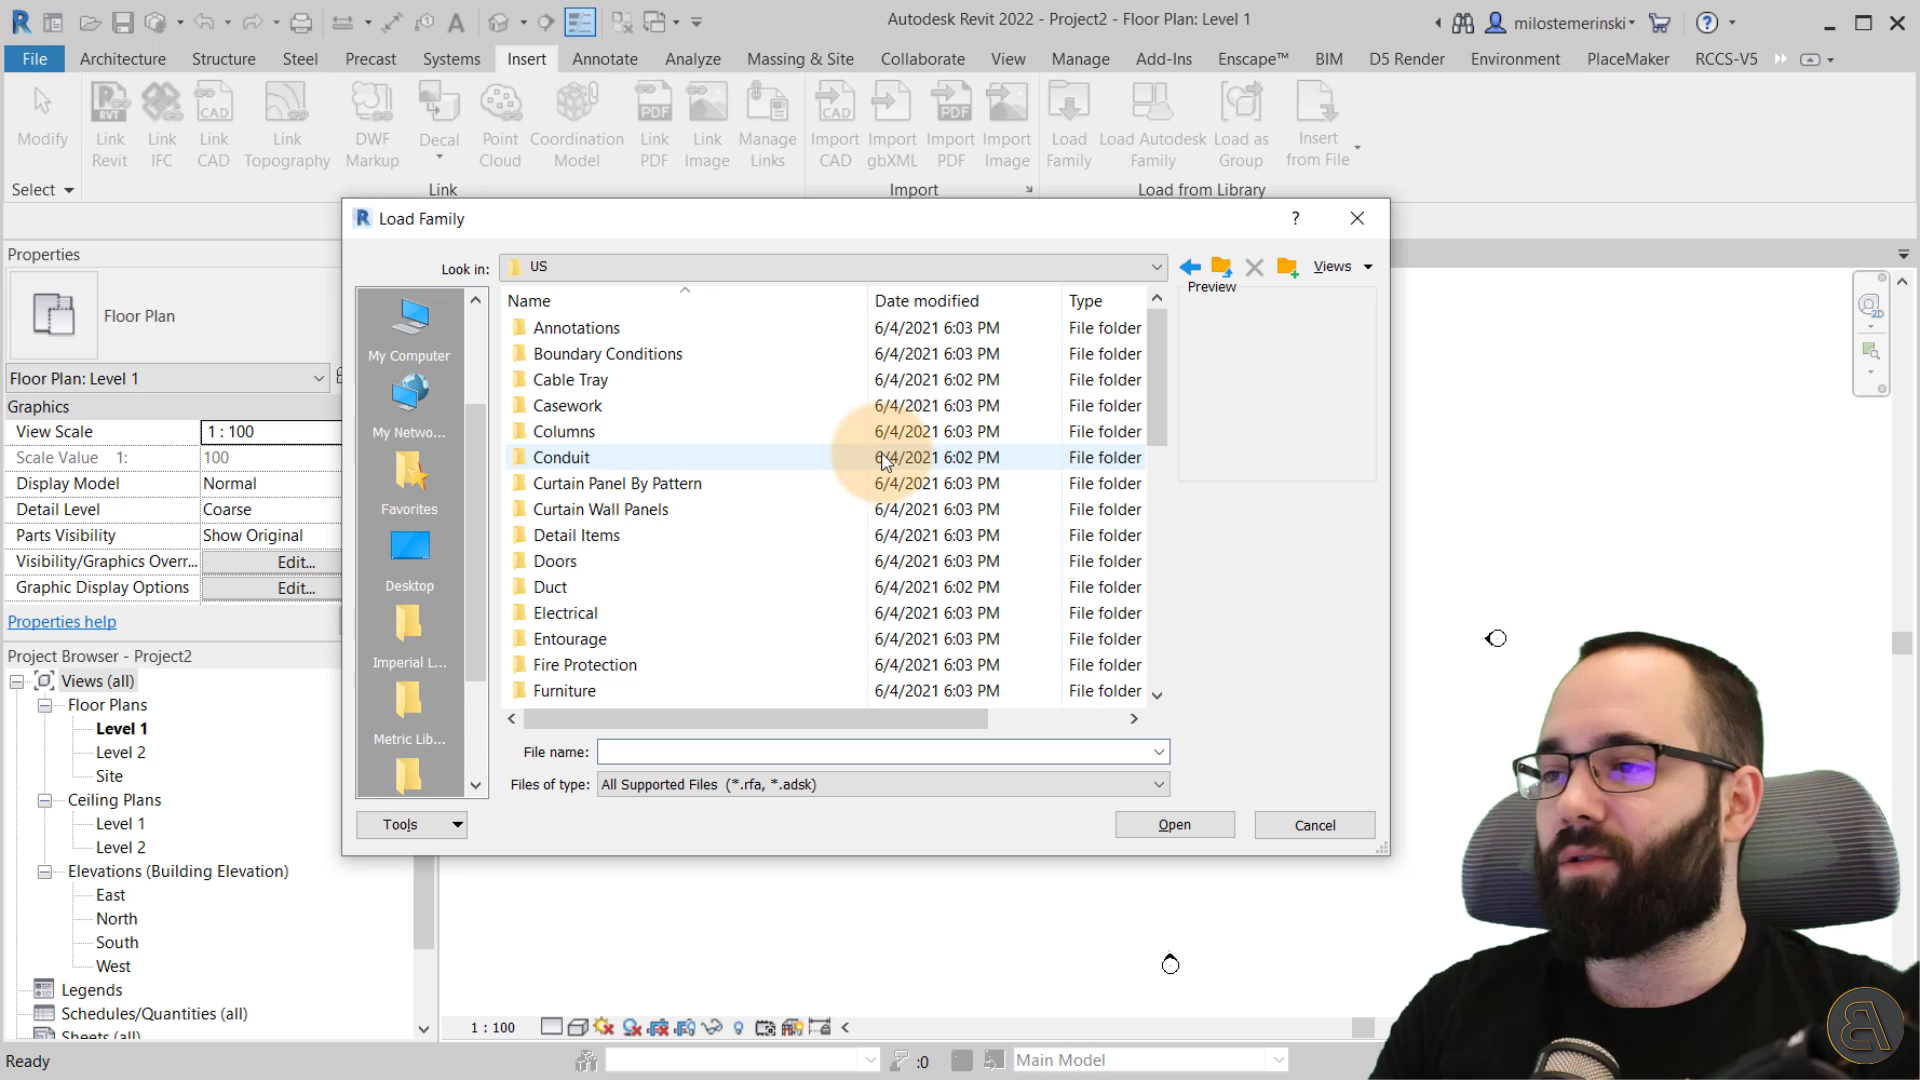 Autodesk Revit 2022 - Project2 - Floor Plan: Level 1
milostemerinski
File Architecture Structure Steel Precast Systems Insert Annotate Analyze Massing & Site Collaborate View Manage Add-Ins Enscape™ BIM D5 Render Environment PlaceMaker RCCS-V5
Modify
Link Revit
Link IFC
Link CAD
Link Topography
DWF Markup
Decal
Point Cloud
Coordination Model
Link PDF
Link Image
Manage Links
Import CAD
Import gbXML
Import PDF
Import Image
Load Family
Load Autodesk Family
Load as Group
Insert from File
Select Link Import Load from Library
Load Family
?
Look in: US Views
Preview
My Computer
My Netwo...
Favorites
Desktop
Imperial L...
Metric Lib...
Name Date modified Type
Annotations 6/4/2021 6:03 PM File folder
Boundary Conditions 6/4/2021 6:03 PM File folder
Cable Tray 6/4/2021 6:02 PM File folder
Casework 6/4/2021 6:03 PM File folder
Columns 6/4/2021 6:03 PM File folder
Conduit 6/4/2021 6:02 PM File folder
Curtain Panel By Pattern 6/4/2021 6:03 PM File folder
Curtain Wall Panels 6/4/2021 6:03 PM File folder
Detail Items 6/4/2021 6:03 PM File folder
Doors 6/4/2021 6:03 PM File folder
Duct 6/4/2021 6:02 PM File folder
Electrical 6/4/2021 6:03 PM File folder
Entourage 6/4/2021 6:03 PM File folder
Fire Protection 6/4/2021 6:03 PM File folder
Furniture 6/4/2021 6:03 PM File folder
File name:
Files of type: All Supported Files (*.rfa, *.adsk)
Tools Open Cancel
Properties
Floor Plan
Floor Plan: Level 1
Graphics
View Scale 1 : 100
Scale Value 1: 100
Display Model Normal
Detail Level Coarse
Parts Visibility Show Original
Visibility/Graphics Overr... Edit...
Graphic Display Options Edit...
Properties help
Project Browser - Project2
Views (all)
Floor Plans
Level 1
Level 2
Site
Ceiling Plans
Level 1
Level 2
Elevations (Building Elevation)
East
North
South
West
Legends
Schedules/Quantities (all)
Sheets (all)
2D
1 : 100
Ready
:0
Main Model